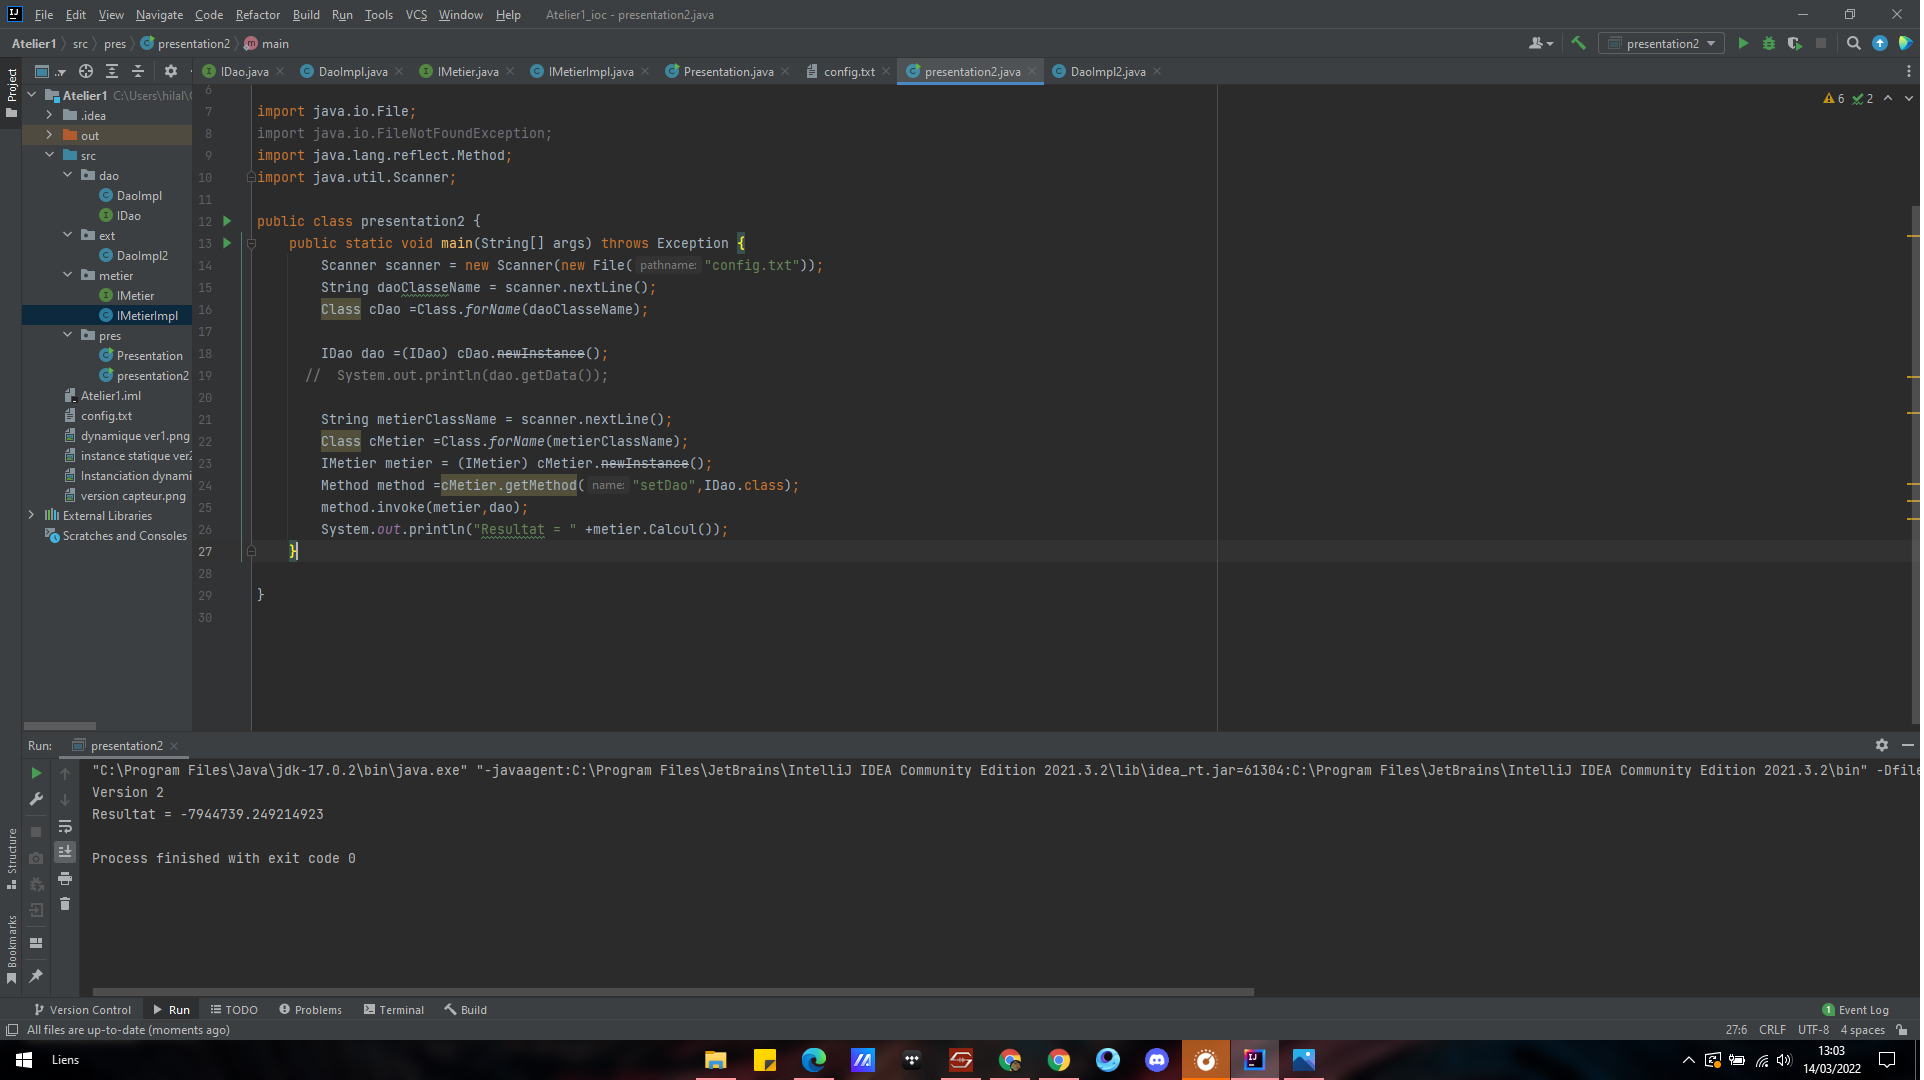 File Edit View Navigate Code Refactor Build Run Tools VCS Window Help Atelier1_ioc - presentation2.java
Atelier1 src pres presentation2 main
presentation2
Project
IDao.java DaoImpl.java IMetier.java IMetierImpl.java Presentation.java config.txt presentation2.java DaoImpl2.java
Atelier1 C:\Users\hilal\
.idea
out
src
dao
DaoImpl
IDao
ext
DaoImpl2
metier
IMetier
IMetierImpl
pres
Presentation
presentation2
Atelier1.iml
config.txt
dynamique ver1.png
instance statique ver2
Instanciation dynami
version capteur.png
External Libraries
Scratches and Consoles
6 2
6
7 import java.io.File;
8 import java.io.FileNotFoundException;
9 import java.lang.reflect.Method;
10 import java.util.Scanner;
11
12 public class presentation2 {
13 public static void main(String[] args) throws Exception {
14 Scanner scanner = new Scanner(new File( pathname: "config.txt"));
15 String daoClasseName = scanner.nextLine();
16 Class cDao =Class.forName(daoClasseName);
17
18 IDao dao =(IDao) cDao.newInstance();
19 // System.out.println(dao.getData());
20
21 String metierClassName = scanner.nextLine();
22 Class cMetier =Class.forName(metierClassName);
23 IMetier metier = (IMetier) cMetier.newInstance();
24 Method method =cMetier.getMethod( name: "setDao",IDao.class);
25 method.invoke(metier,dao);
26 System.out.println("Resultat = " +metier.Calcul());
27 }
28
29 }
30
Run: presentation2
"C:\Program Files\Java\jdk-17.0.2\bin\java.exe" "-javaagent:C:\Program Files\JetBrains\IntelliJ IDEA Community Edition 2021.3.2\lib\idea_rt.jar=61304:C:\Program Files\JetBrains\IntelliJ IDEA Community Edition 2021.3.2\bin" -Dfile
Version 2
Resultat = -7944739.249214923
Process finished with exit code 0
Structure
Bookmarks
Version Control Run TODO Problems Terminal Build 1 Event Log
All files are up-to-date (moments ago) 27:6 CRLF UTF-8 4 spaces
Liens
13:03
14/03/2022